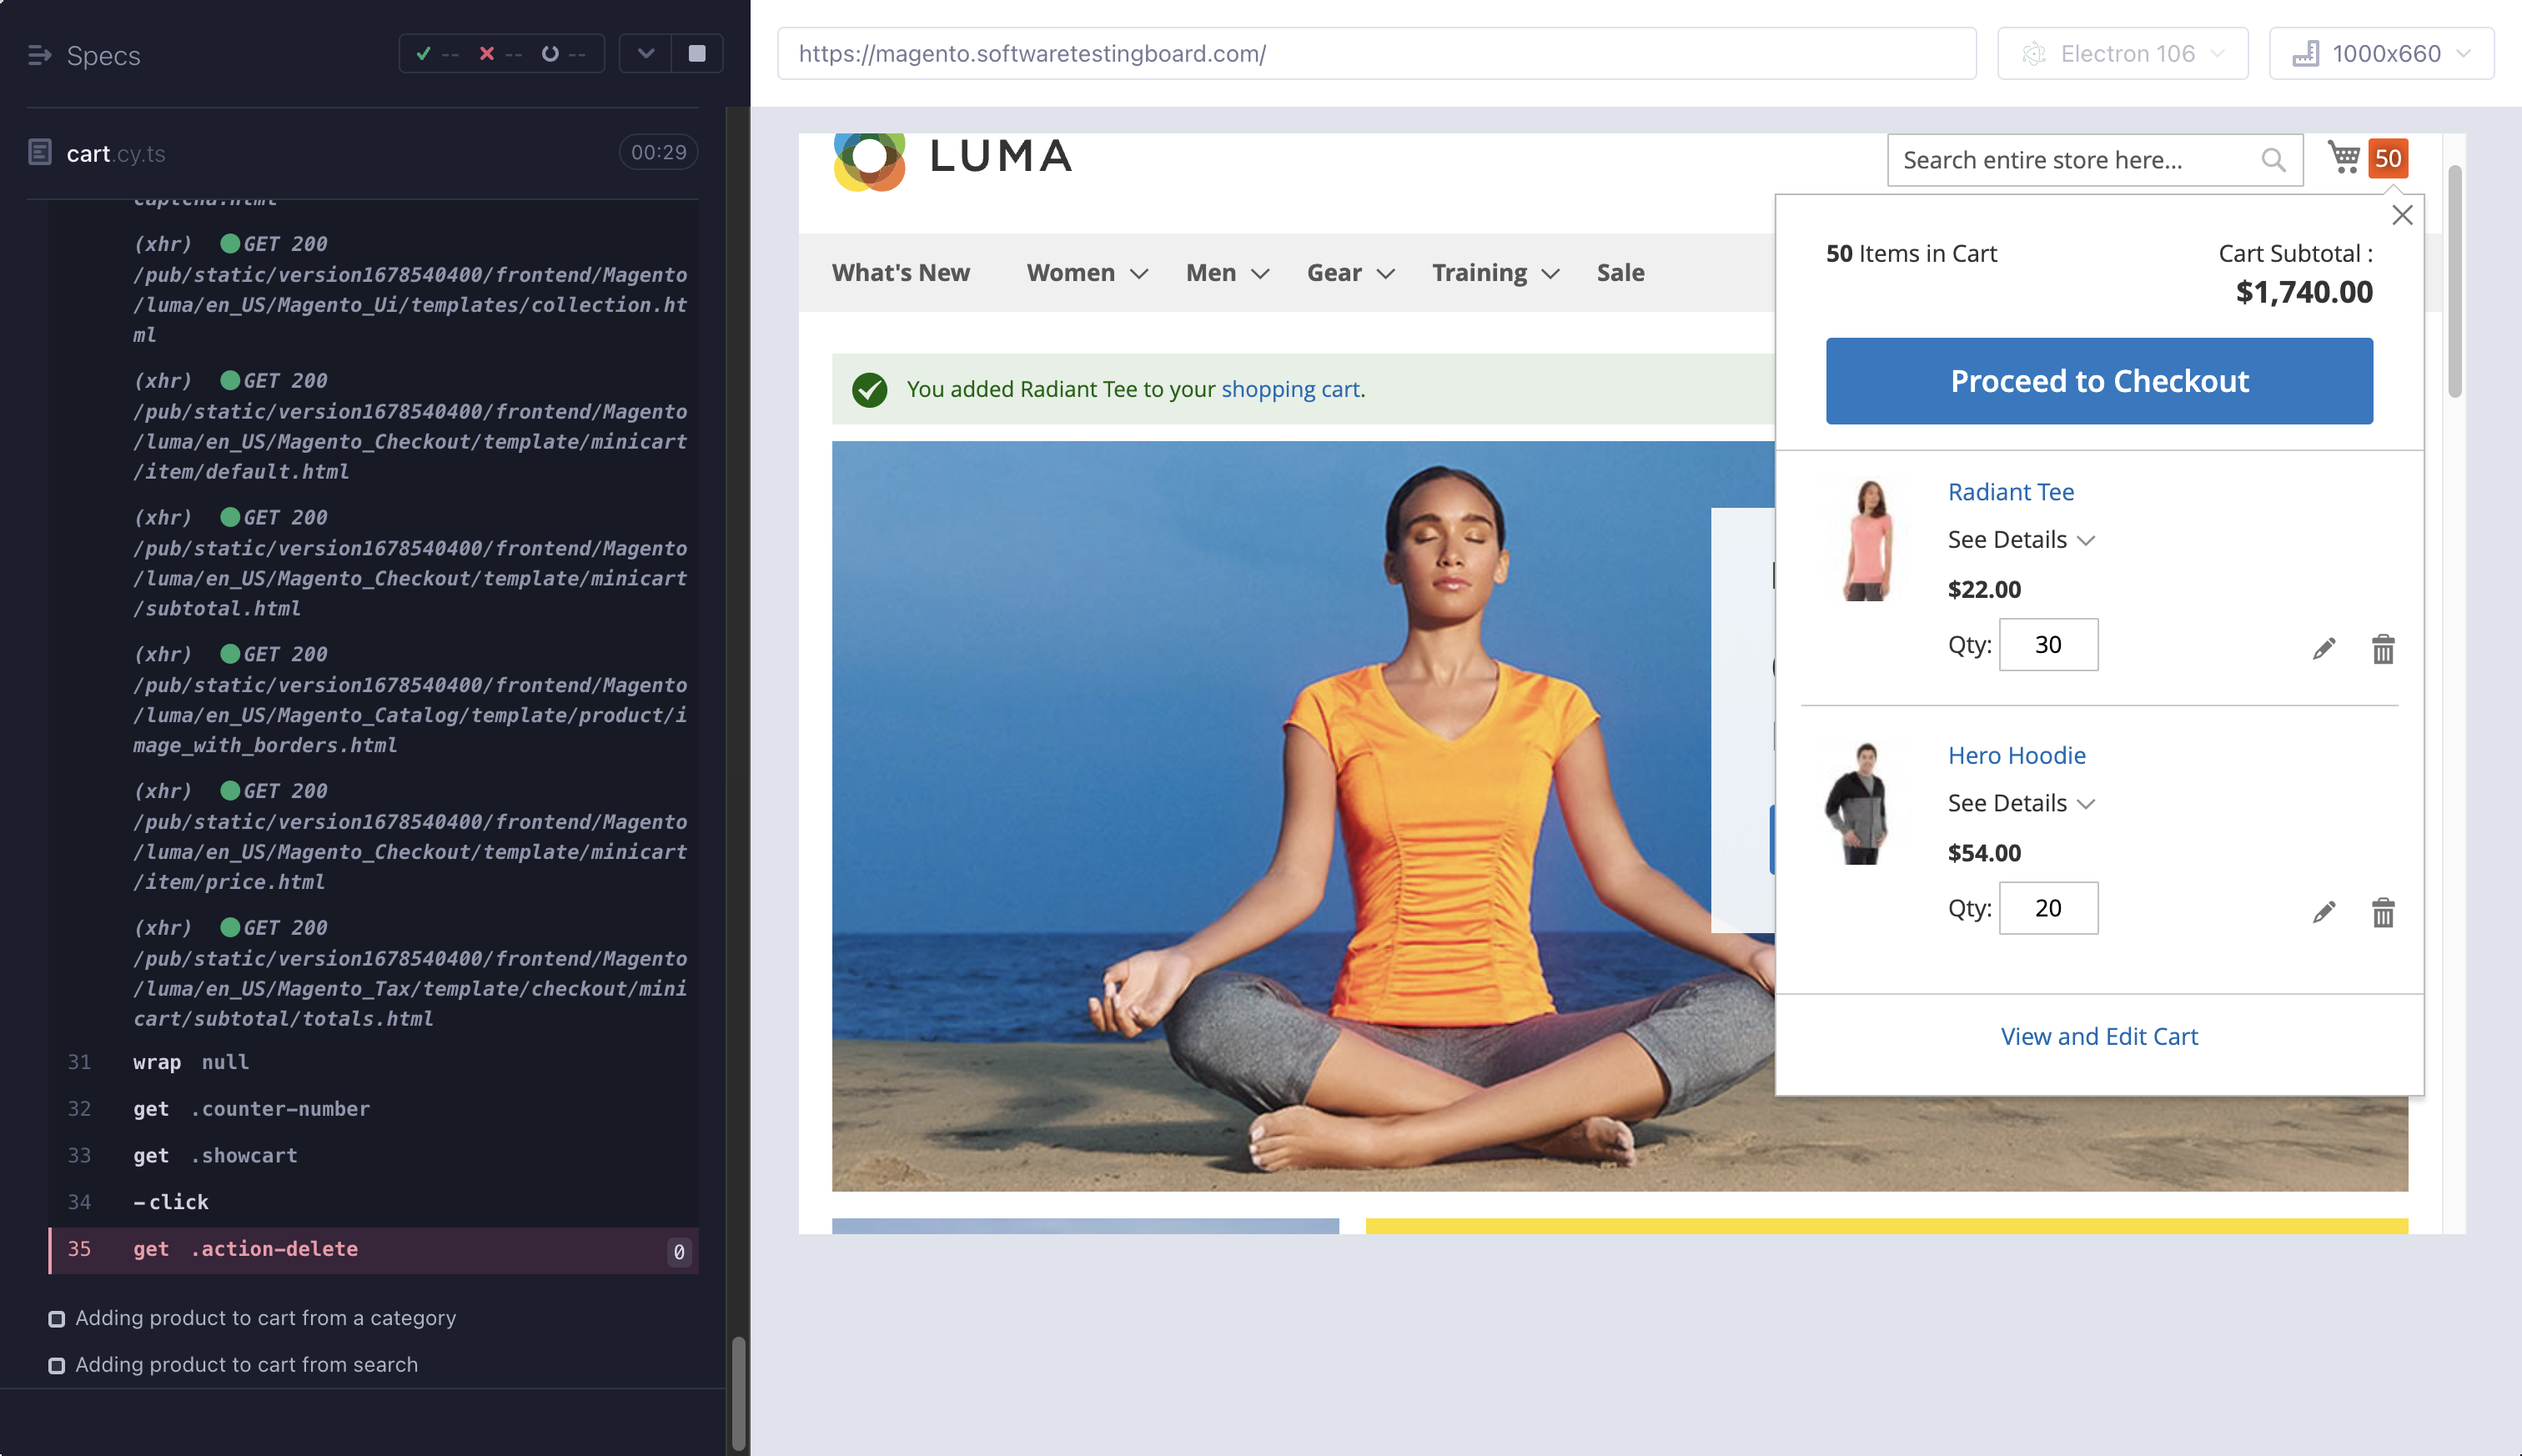 Specs
-- -- --
cart.cy.ts
00:29
captcha.html
(xhr) GET 200
/pub/static/version1678540400/frontend/Magento
/luma/en_US/Magento_Ui/templates/collection.ht
ml
(xhr) GET 200
/pub/static/version1678540400/frontend/Magento
/luma/en_US/Magento_Checkout/template/minicart
/item/default.html
(xhr) GET 200
/pub/static/version1678540400/frontend/Magento
/luma/en_US/Magento_Checkout/template/minicart
/subtotal.html
(xhr) GET 200
/pub/static/version1678540400/frontend/Magento
/luma/en_US/Magento_Catalog/template/product/i
mage_with_borders.html
(xhr) GET 200
/pub/static/version1678540400/frontend/Magento
/luma/en_US/Magento_Checkout/template/minicart
/item/price.html
(xhr) GET 200
/pub/static/version1678540400/frontend/Magento
/luma/en_US/Magento_Tax/template/checkout/mini
cart/subtotal/totals.html
31 wrap null
32 get .counter-number
33 get .showcart
34 -click
35 get .action-delete 0
Adding product to cart from a category
Adding product to cart from search
https://magento.softwaretestingboard.com/
Electron 106
1000x660
LUMA
Search entire store here...
50
What's New Women Men Gear Training Sale
You added Radiant Tee to your shopping cart.
50 Items in Cart
Cart Subtotal :
$1,740.00
Proceed to Checkout
Radiant Tee
See Details
$22.00
Qty: 30
Hero Hoodie
See Details
$54.00
Qty: 20
View and Edit Cart